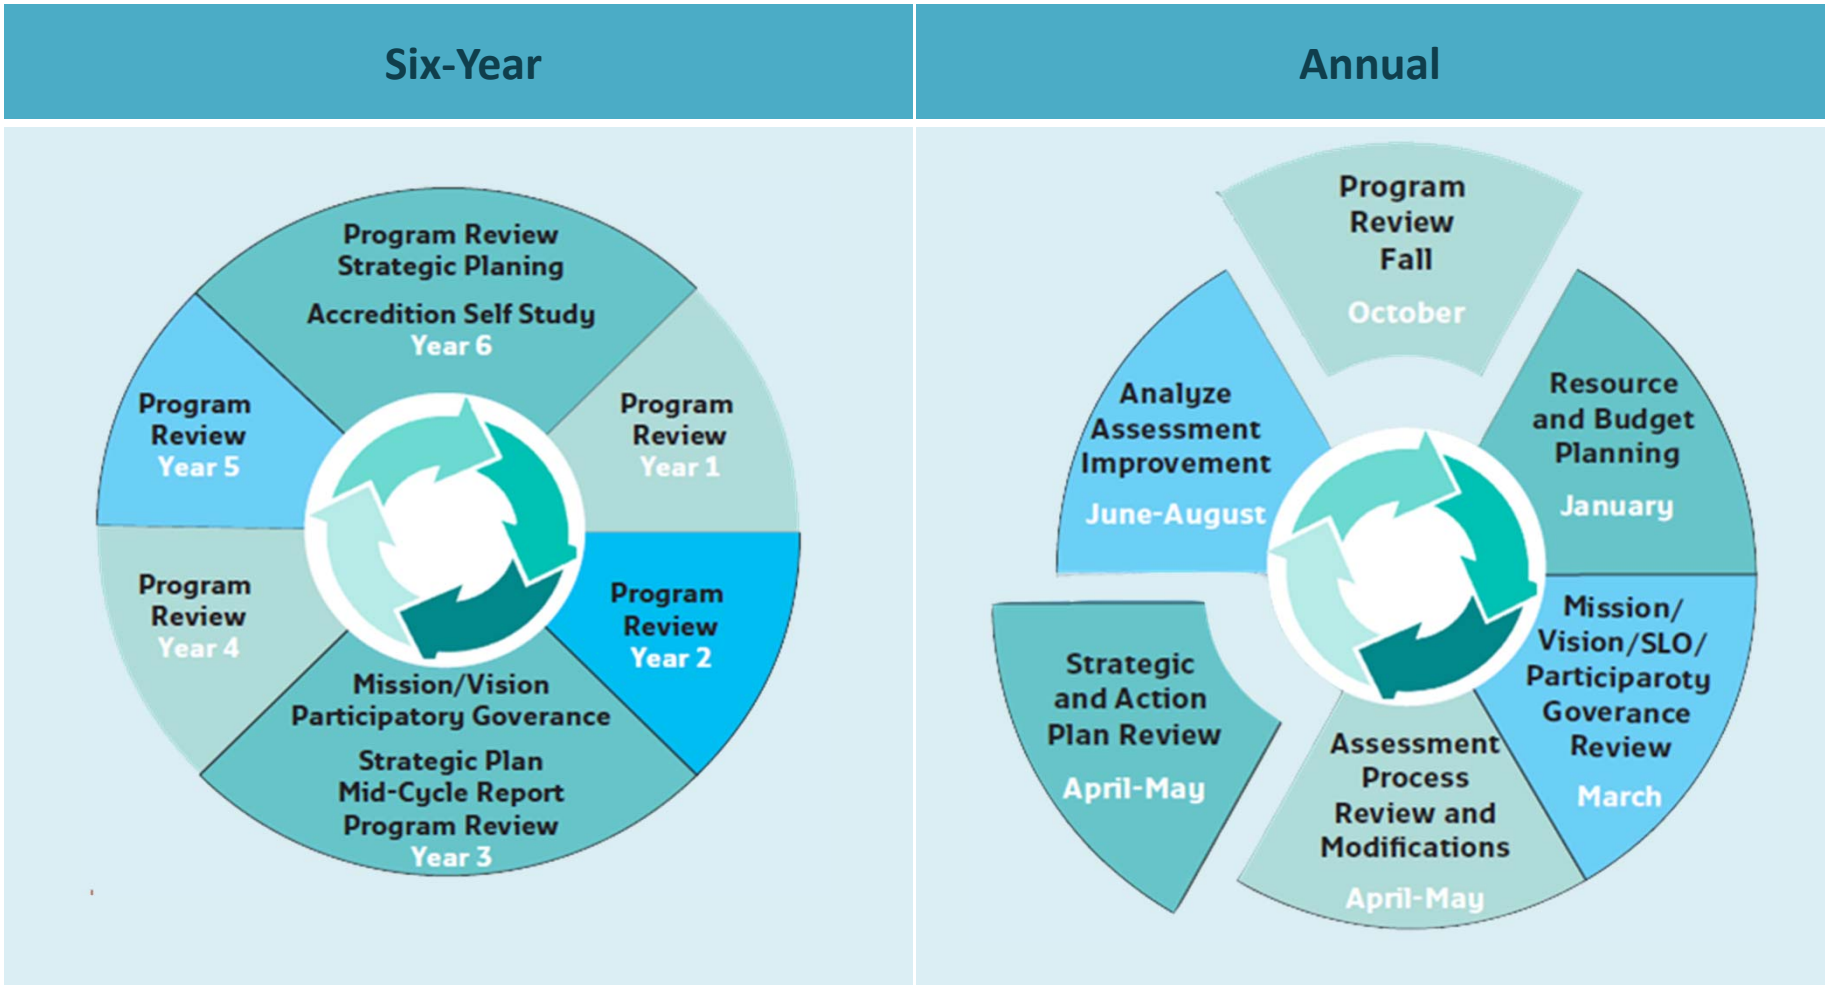 Six-Year
Program Review
Strategic Planing
Accredition Self Study
Year 6
Program
Review
Year 1
Program
Review
Year 2
Mission/Vision
Participatory Goverance
Strategic Plan
Mid-Cycle Report
Program Review
Year 3
Program
Review
Year 4
Program
Review
Year 5
Annual
Program
Review
Fall
October
Resource
and Budget
Planning
January
Mission/
Vision/SLO/
Participaroty
Goverance
Review
March
Assessment
Process
Review and
Modifications
April-May
Strategic
and Action
Plan Review
April-May
Analyze
Assessment
Improvement
June-August